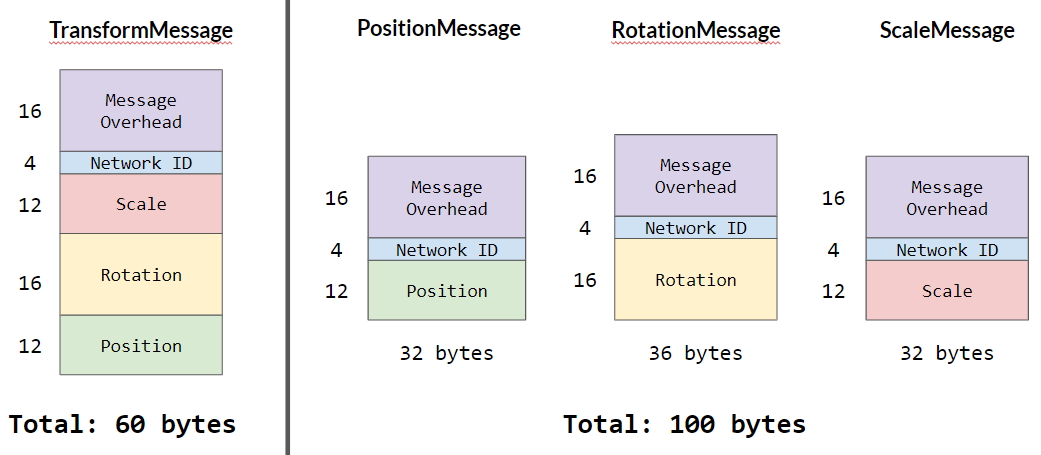 TransformMessage
16
Message
Overhead
4
Network ID
12
Scale
16
Rotation
12
Position
Total: 60 bytes
PositionMessage
16
Message
Overhead
4
Network ID
12
Position
32 bytes
RotationMessage
16
Message
Overhead
4
Network ID
16
Rotation
36 bytes
ScaleMessage
16
Message
Overhead
4
Network ID
12
Scale
32 bytes
Total: 100 bytes